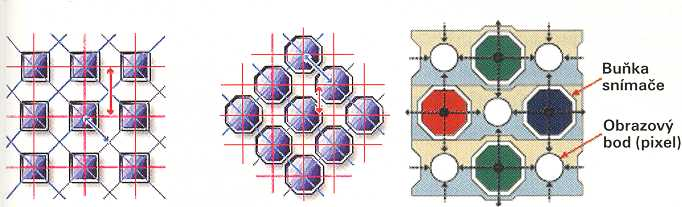 Buňka
snímače
Obrazový
bod (pixel)